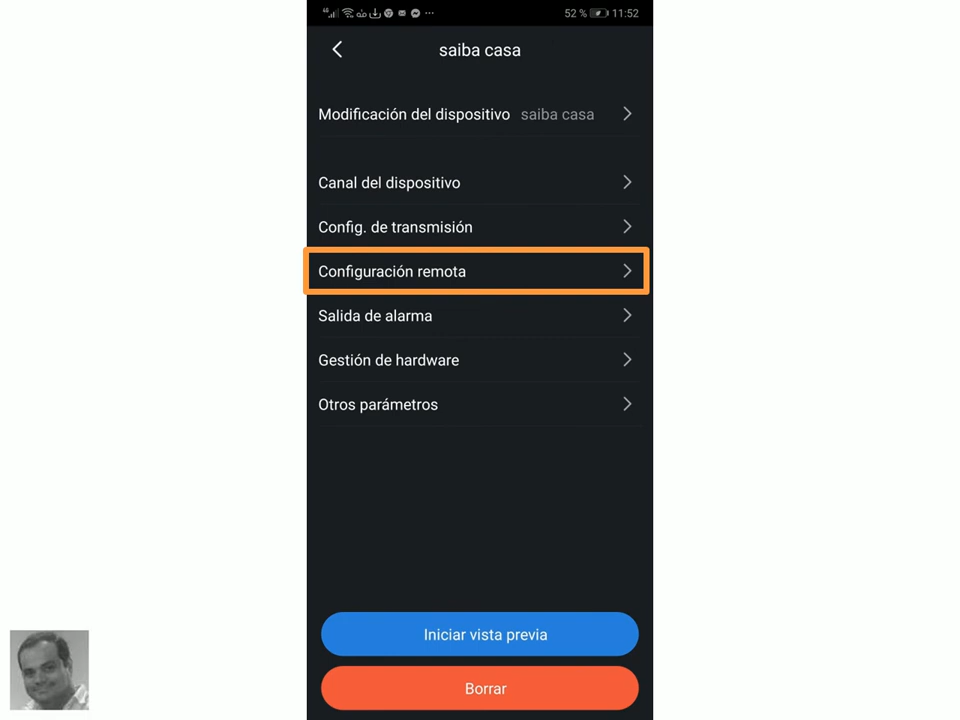 4G 52 % 11:52
saiba casa
Modificación del dispositivo saiba casa
Canal del dispositivo
Config. de transmisión
Configuración remota
Salida de alarma
Gestión de hardware
Otros parámetros
Iniciar vista previa
Borrar